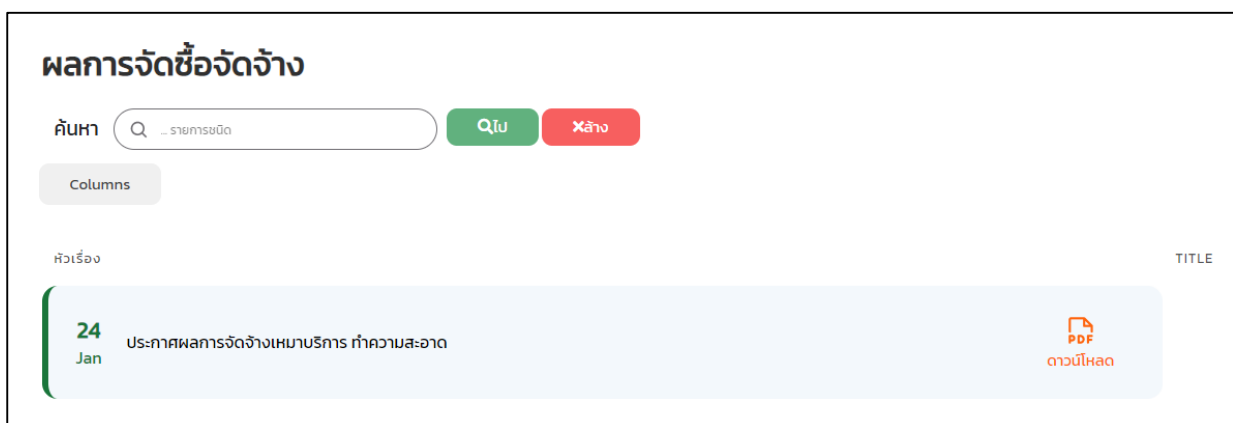 ผลการจัดซื้อจัดจ้าง
ค้นหา ... รายการชนิด ไป ล้าง
Columns
หัวเรื่อง TITLE
24
Jan
ประกาศผลการจัดจ้างเหมาบริการ ทำความสะอาด
PDF
ดาวน์โหลด